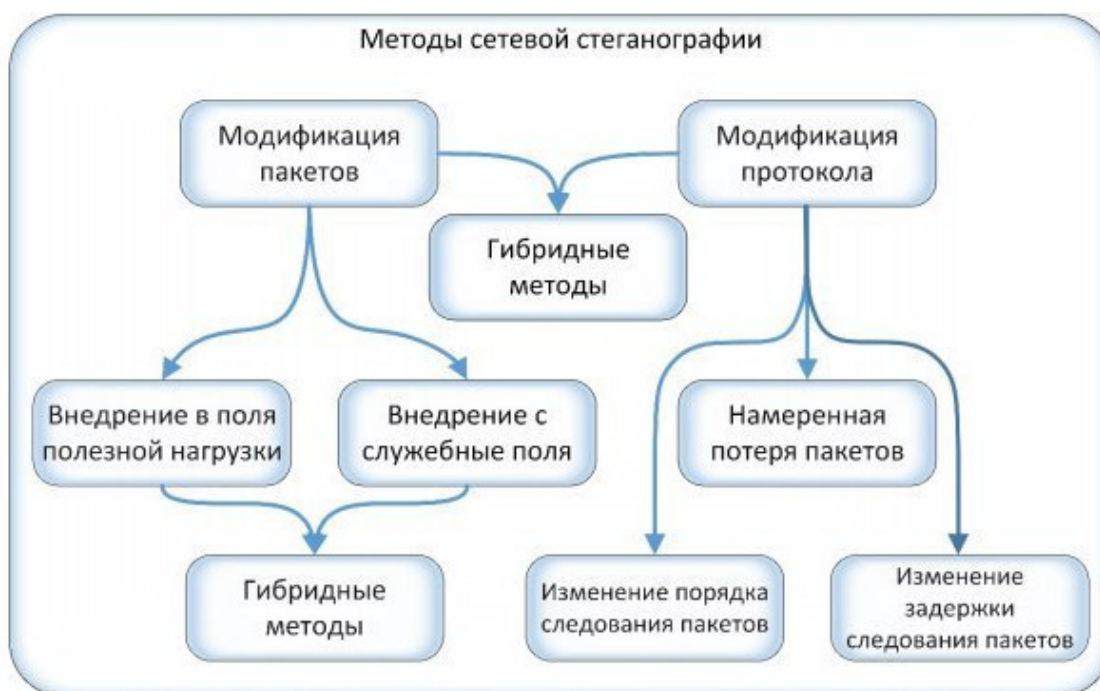 Методы сетевой стеганографии
Модификация
пакетов
Модификация
протокола
Гибридные
методы
Внедрение в поля
полезной нагрузки
Внедрение с
служебные поля
Намеренная
потеря пакетов
Гибридные
методы
Изменение порядка
следования пакетов
Изменение
задержки
следования пакетов